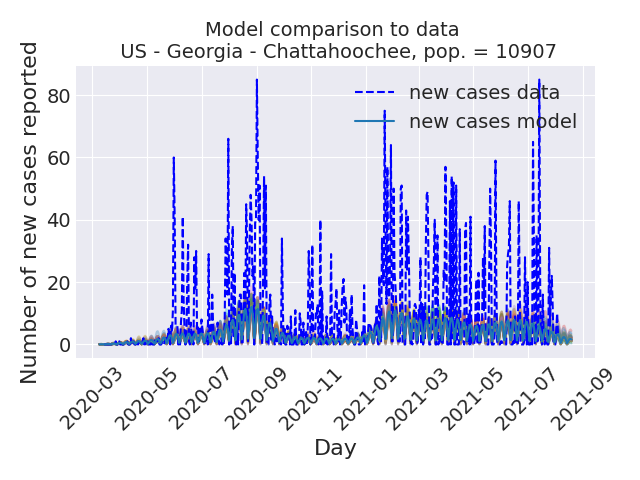 Model comparison to data
US - Georgia - Chattahoochee, pop. = 10907
new cases data
new cases model
Number of new cases reported
80
60
40
20
0
2020-03
2020-05
2020-07
2020-09
2020-11
2021-01
2021-03
2021-05
2021-07
2021-09
Day